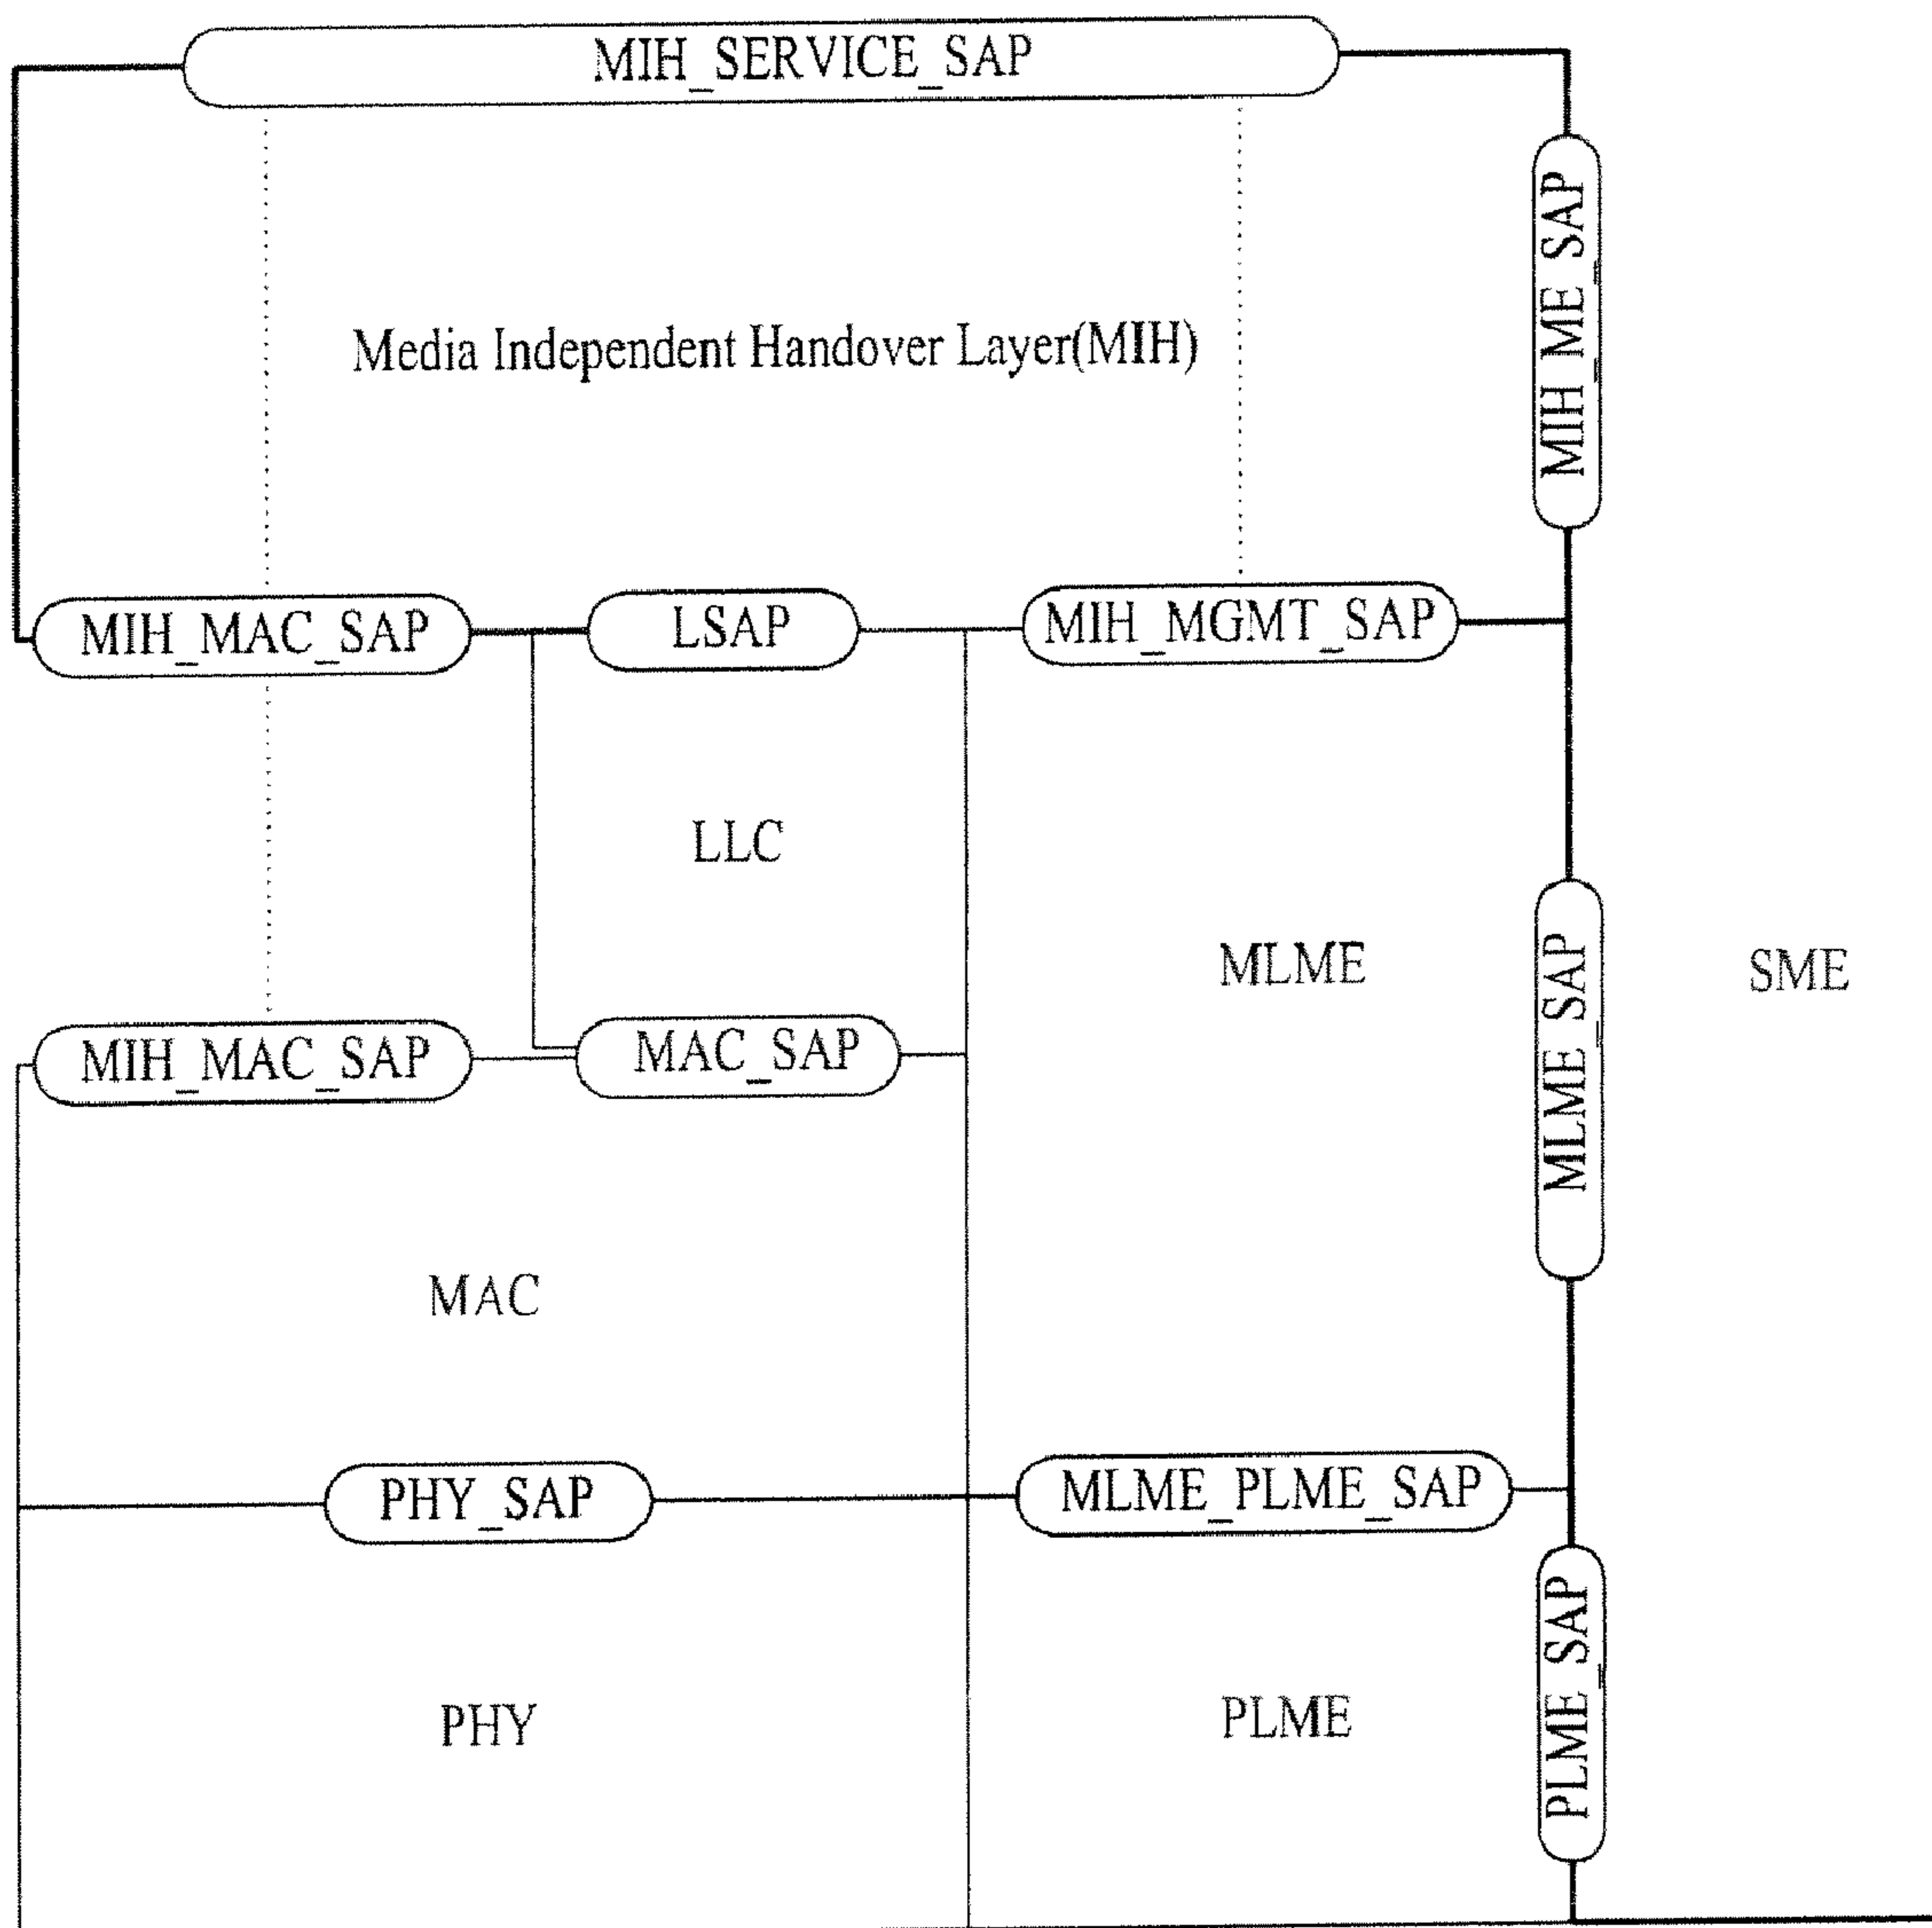 MIH_SERVICE_SAP
MIH_ME_SAP
Media Independent Handover Layer(MIH)
MIH_MAC_SAP
LSAP
MIH_MGMT_SAP
LLC
MLME
MLME_SAP
SME
MIH_MAC_SAP
MAC_SAP
MAC
PHY_SAP
MLME_PLME_SAP
PHY
PLME
PLME_SAP